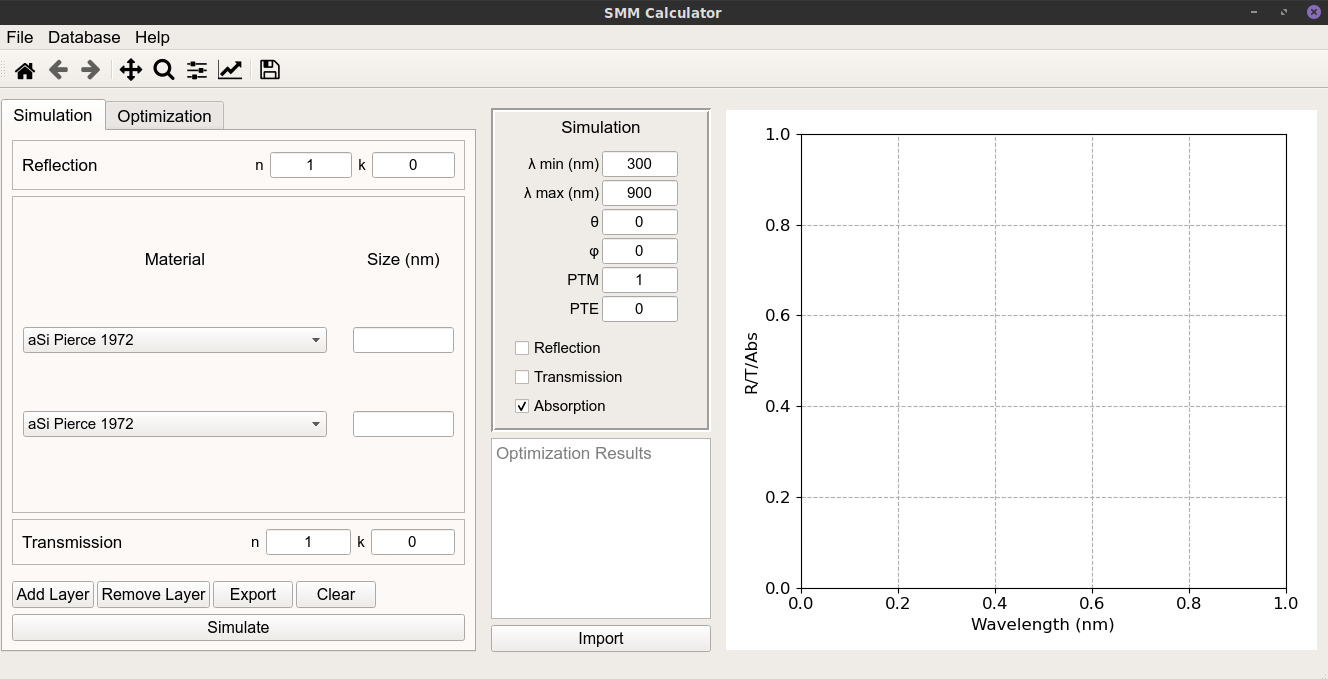 SMM Calculator
File Database Help
Simulation Optimization
Reflection n 1 k 0
Material Size (nm)
aSi Pierce 1972
aSi Pierce 1972
Transmission n 1 k 0
Add Layer Remove Layer Export Clear
Simulate
Simulation
λ min (nm) 300
λ max (nm) 900
θ 0
φ 0
PTM 1
PTE 0
Reflection
Transmission
Absorption
Optimization Results
Import
R/T/Abs
1.0
0.8
0.6
0.4
0.2
0.0
0.0 0.2 0.4 0.6 0.8 1.0
Wavelength (nm)